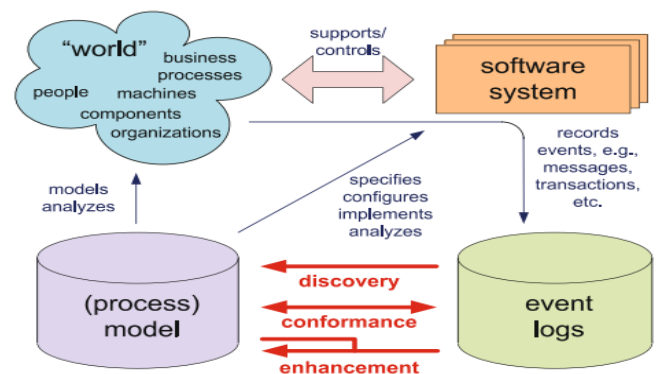 “world”
business
processes
people
machines
components
organizations
supports/
controls
software
system
records
events, e.g.,
messages,
transactions,
etc.
models
analyzes
specifies
configures
implements
analyzes
(process)
model
discovery
conformance
enhancement
event
logs